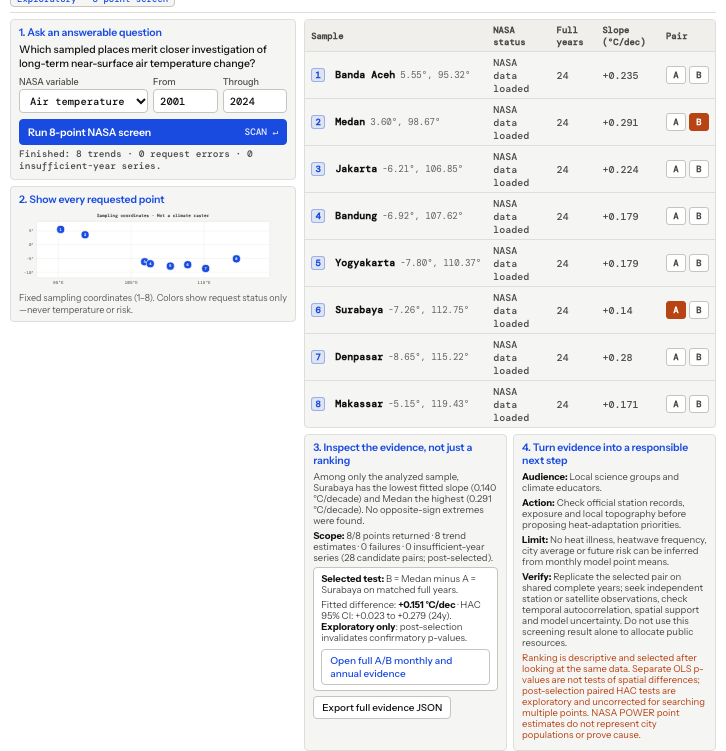 1. Ask an answerable question
Which sampled places merit closer investigation of
long-term near-surface air temperature change?
NASA variable From Through
Air temperature 2001 2024
Run 8-point NASA screen SCAN ↵
Finished: 8 trends · 0 request errors · 0
insufficient-year series.
2. Show every requested point
Sampling coordinates · Not a climate raster
Fixed sampling coordinates (1–8). Colors show request status only
—never temperature or risk.
Sample NASA status Full years Slope (°C/dec) Pair
1 Banda Aceh 5.55°, 95.32° NASA data loaded 24 +0.235 A B
2 Medan 3.60°, 98.67° NASA data loaded 24 +0.291 A B
3 Jakarta -6.21°, 106.85° NASA data loaded 24 +0.224 A B
4 Bandung -6.92°, 107.62° NASA data loaded 24 +0.179 A B
5 Yogyakarta -7.80°, 110.37° NASA data loaded 24 +0.179 A B
6 Surabaya -7.26°, 112.75° NASA data loaded 24 +0.14 A B
7 Denpasar -8.65°, 115.22° NASA data loaded 24 +0.28 A B
8 Makassar -5.15°, 119.43° NASA data loaded 24 +0.171 A B
3. Inspect the evidence, not just a
ranking
Among only the analyzed sample,
Surabaya has the lowest fitted slope (0.140
°C/decade) and Medan the highest (0.291
°C/decade). No opposite-sign extremes
were found.
Scope: 8/8 points returned · 8 trend
estimates · 0 failures · 0 insufficient-year
series (28 candidate pairs; post-selected).
Selected test: B = Medan minus A =
Surabaya on matched full years.
Fitted difference: +0.151 °C/dec · HAC
95% CI: +0.023 to +0.279 (24y).
Exploratory only: post-selection
invalidates confirmatory p-values.
Open full A/B monthly and
annual evidence
Export full evidence JSON
4. Turn evidence into a responsible
next step
Audience: Local science groups and
climate educators.
Action: Check official station records,
exposure and local topography before
proposing heat-adaptation priorities.
Limit: No heat illness, heatwave frequency,
city average or future risk can be inferred
from monthly model point means.
Verify: Replicate the selected pair on
shared complete years; seek independent
station or satellite observations, check
temporal autocorrelation, spatial support
and model uncertainty. Do not use this
screening result alone to allocate public
resources.
Ranking is descriptive and selected after
looking at the same data. Separate OLS p-
values are not tests of spatial differences;
post-selection paired HAC tests are
exploratory and uncorrected for searching
multiple points. NASA POWER point
estimates do not represent city
populations or prove cause.